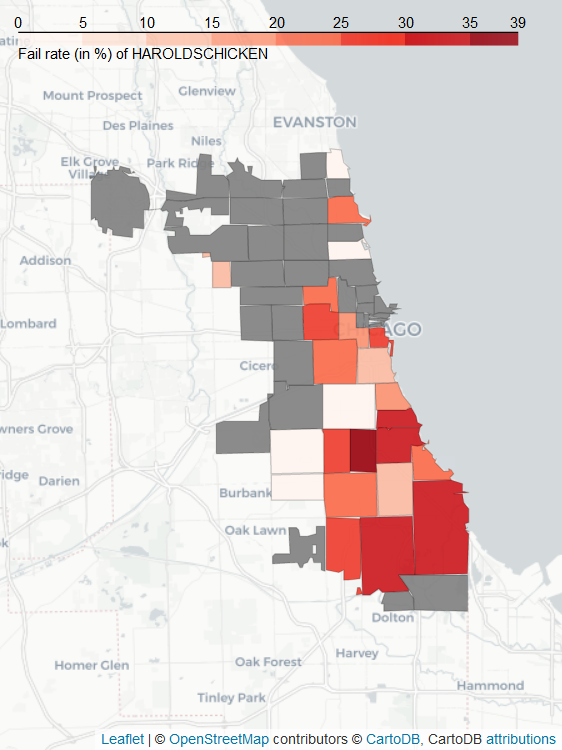 0 5 10 15 20 25 30 35 39
Fail rate (in %) of HAROLDSCHICKEN
Mount Prospect
Glenview
EVANSTON
Des Plaines
Niles
Elk Grove
Park Ridge
Village
Addison
Lombard
CHICAGO
Cicero
wners Grove
idge
Darien
Burbank
Oak Lawn
Dolton
Harvey
Homer Glen
Oak Forest
Hammond
Tinley Park
Leaflet | © OpenStreetMap contributors © CartoDB, CartoDB attributions